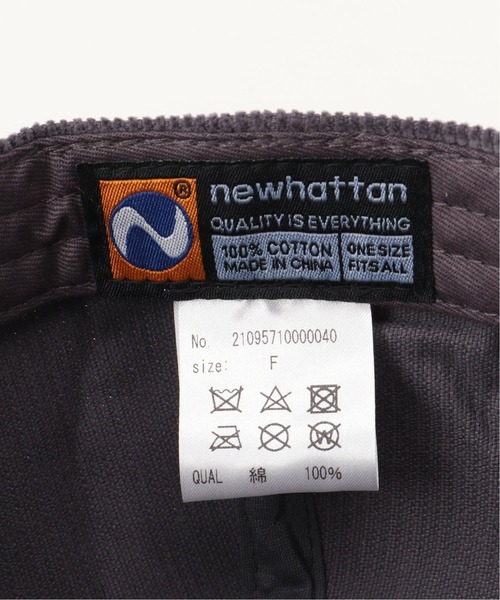 ®
newhattan
QUALITY IS EVERYTHING
100% COTTON
MADE IN CHINA
ONE SIZE
FITS ALL
No. 21095710000040
size: F
W
QUAL 綿 100%